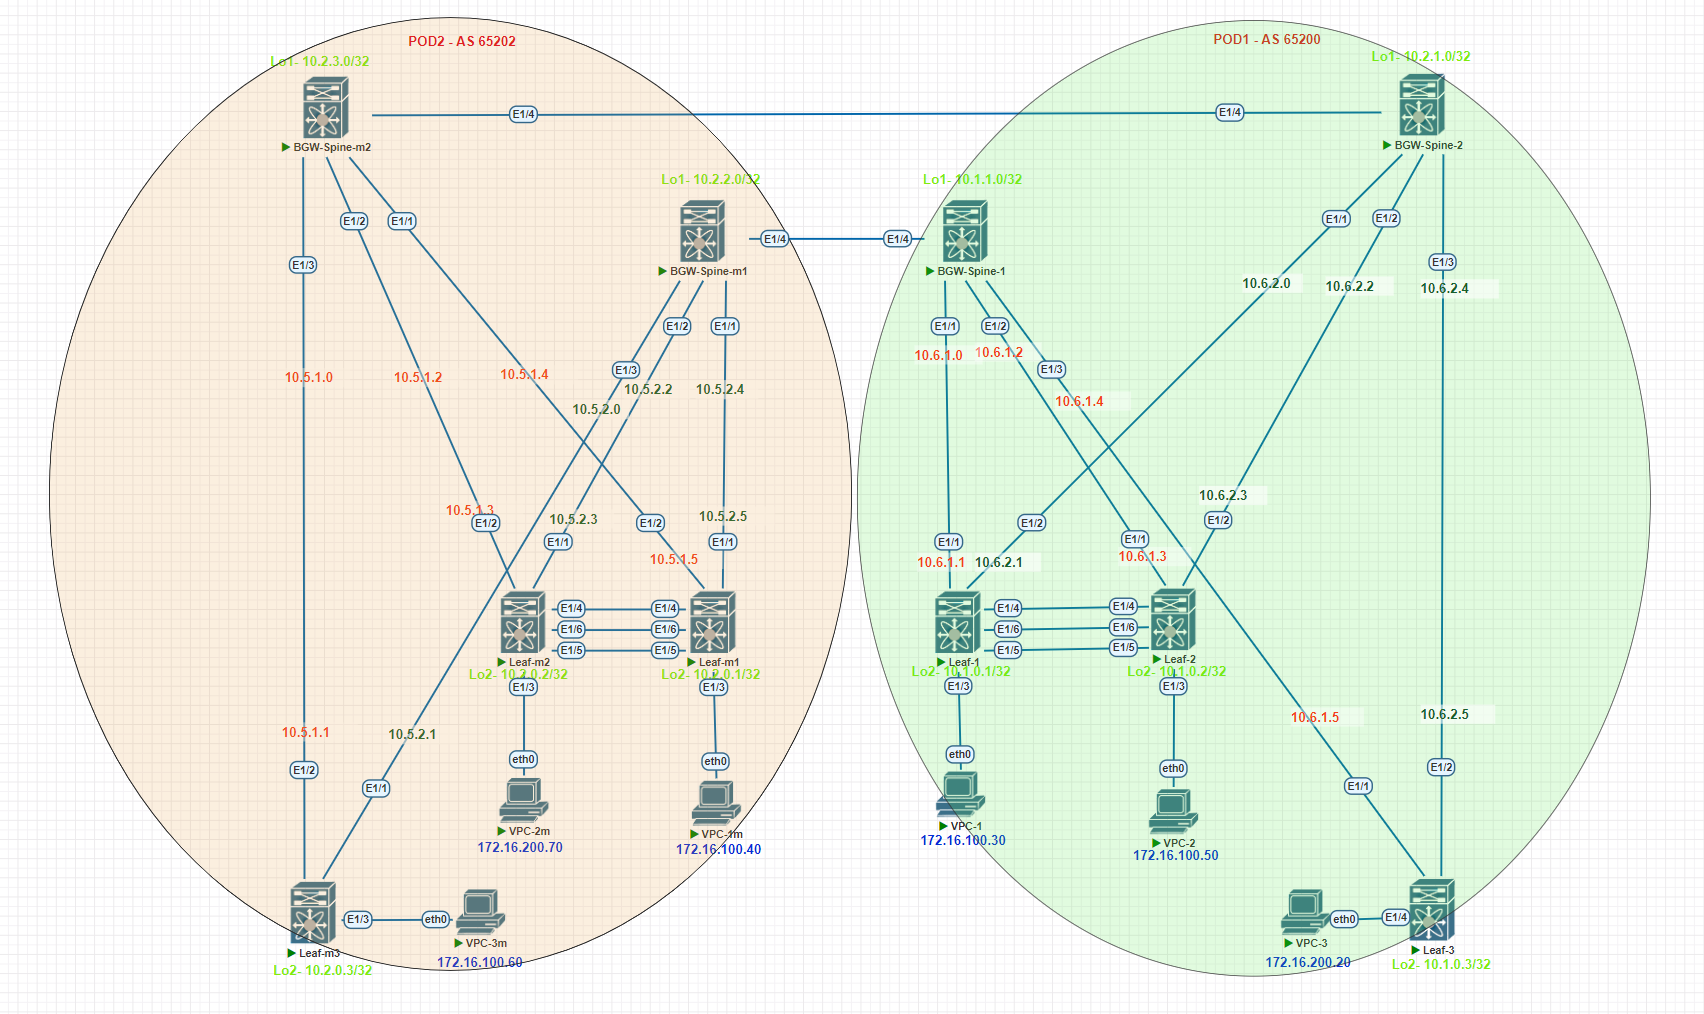 POD2 - AS 65202
POD1 - AS 65200
Lo1- 10.2.3.0/32
Lo1- 10.2.1.0/32
E1/4
E1/4
BGW-Spine-m2
BGW-Spine-2
Lo1- 10.2.2.0/32
Lo1- 10.1.1.0/32
E1/2
E1/1
E1/1
E1/2
E1/4
E1/4
E1/3
E1/3
BGW-Spine-m1
BGW-Spine-1
10.6.2.0
10.6.2.2
10.6.2.4
E1/2
E1/1
E1/1
E1/2
10.6.1.0
10.6.1.2
E1/3
E1/3
10.5.1.0
10.5.1.2
10.5.1.4
10.5.2.2
10.5.2.4
10.5.2.0
10.6.1.4
10.6.2.3
10.5.1.3
E1/2
10.5.2.3
E1/2
10.5.2.5
E1/2
E1/2
E1/1
E1/1
E1/1
E1/1
10.5.1.5
10.6.1.1
10.6.2.1
10.6.1.3
E1/4
E1/4
E1/4
E1/4
E1/6
E1/6
E1/6
E1/6
E1/5
E1/5
E1/5
E1/5
Leaf-m2
Leaf-m1
Leaf-1
Leaf-2
Lo2- 10.2.0.2/32
Lo2- 10.2.0.1/32
Lo2- 10.1.0.1/32
Lo2- 10.1.0.2/32
E1/3
E1/3
E1/3
E1/3
10.5.1.1
10.5.2.1
10.6.1.5
10.6.2.5
eth0
eth0
eth0
eth0
E1/2
E1/2
E1/1
E1/1
VPC-2m
VPC-1m
VPC-1
VPC-2
172.16.200.70
172.16.100.40
172.16.100.30
172.16.100.50
E1/3
eth0
eth0
E1/4
Leaf-m3
VPC-3m
VPC-3
Leaf-3
Lo2- 10.2.0.3/32
172.16.100.60
172.16.200.20
Lo2- 10.1.0.3/32